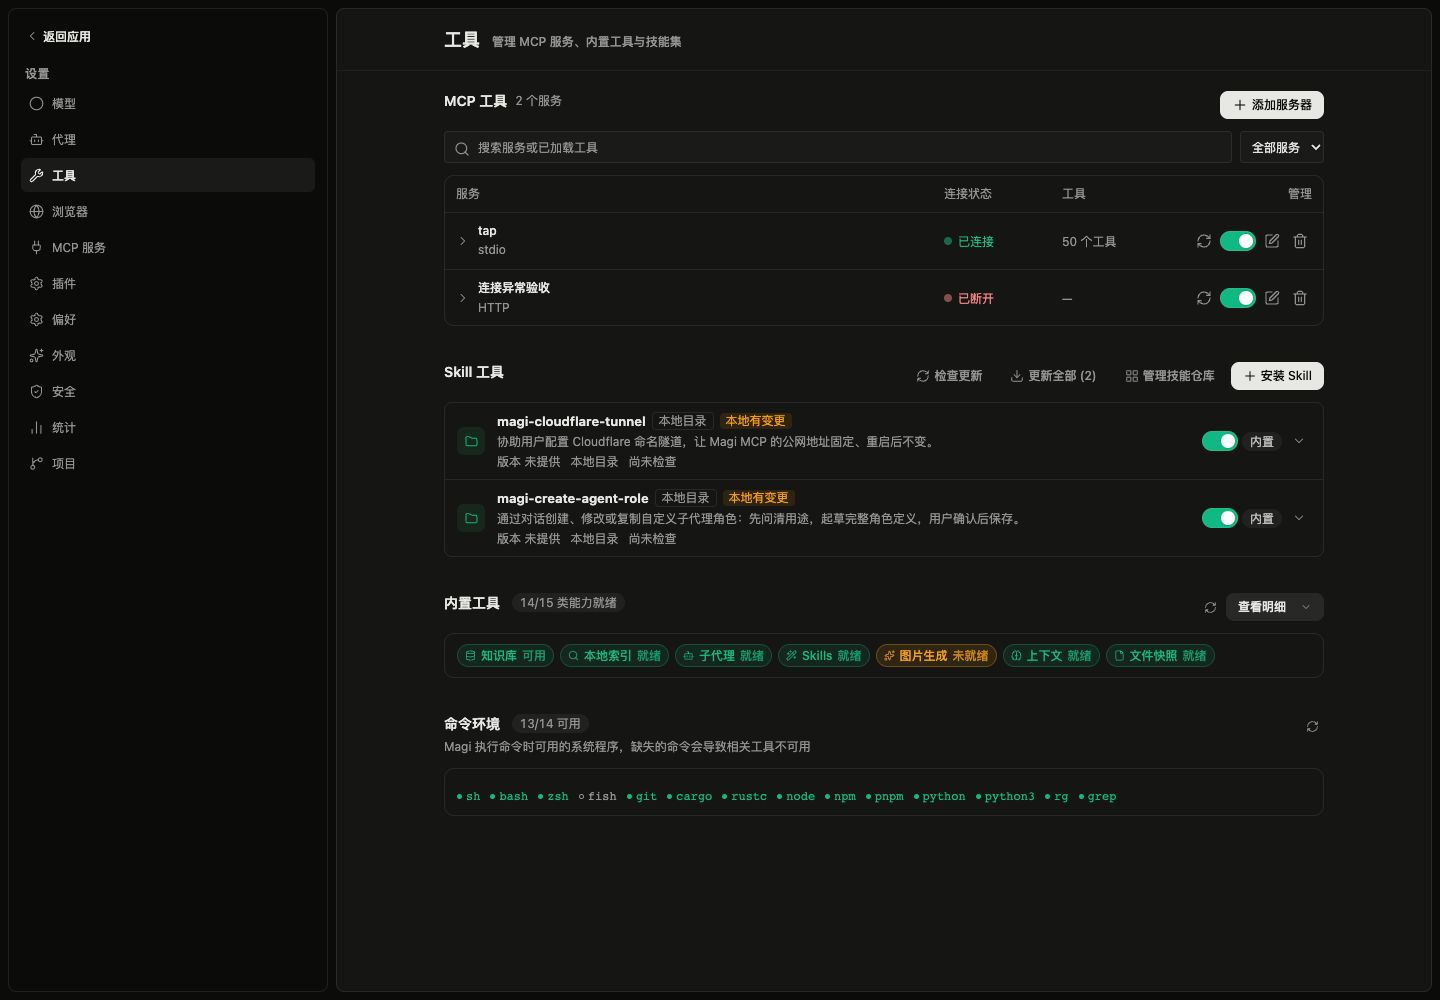 返回应用
设置
模型
代理
工具
浏览器
MCP 服务
插件
偏好
外观
安全
统计
项目
工具 管理 MCP 服务、内置工具与技能集
MCP 工具 2 个服务
添加服务器
搜索服务或已加载工具
全部服务
服务 连接状态 工具 管理
tap
stdio
已连接 50 个工具
连接异常验收
HTTP
已断开 —
Skill 工具
检查更新 更新全部 (2) 管理技能仓库 安装 Skill
magi-cloudflare-tunnel 本地目录 本地有变更
协助用户配置 Cloudflare 命名隧道，让 Magi MCP 的公网地址固定、重启后不变。
版本 未提供 本地目录 尚未检查
内置
magi-create-agent-role 本地目录 本地有变更
通过对话创建、修改或复制自定义子代理角色：先问清用途，起草完整角色定义，用户确认后保存。
版本 未提供 本地目录 尚未检查
内置
内置工具 14/15 类能力就绪
查看明细
知识库 可用 本地索引 就绪 子代理 就绪 Skills 就绪 图片生成 未就绪 上下文 就绪 文件快照 就绪
命令环境 13/14 可用
Magi 执行命令时可用的系统程序，缺失的命令会导致相关工具不可用
sh bash zsh fish git cargo rustc node npm pnpm python python3 rg grep